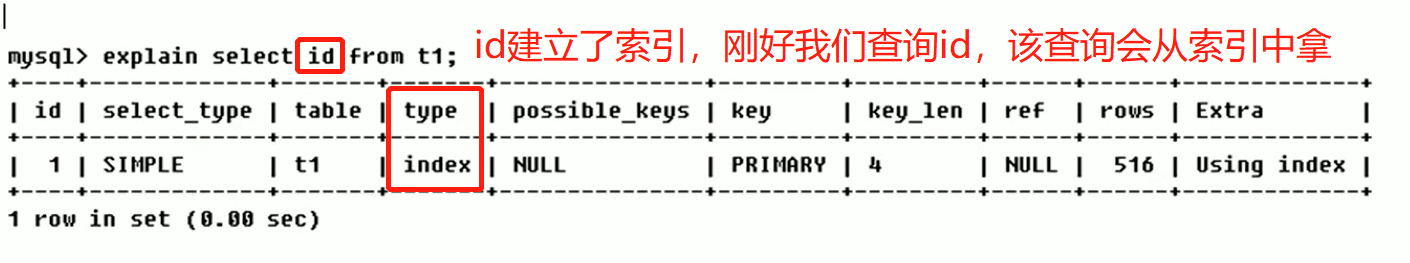 mysql> explain select id from t1; id建立了索引，刚好我们查询id，该查询会从索引中拿
+----+-------------+-------+-------+---------------+---------+---------+------+------+-------------+
| id | select_type | table | type | possible_keys | key | key_len | ref | rows | Extra |
+----+-------------+-------+-------+---------------+---------+---------+------+------+-------------+
| 1 | SIMPLE | t1 | index | NULL | PRIMARY | 4 | NULL | 516 | Using index |
+----+-------------+-------+-------+---------------+---------+---------+------+------+-------------+
1 row in set (0.00 sec)